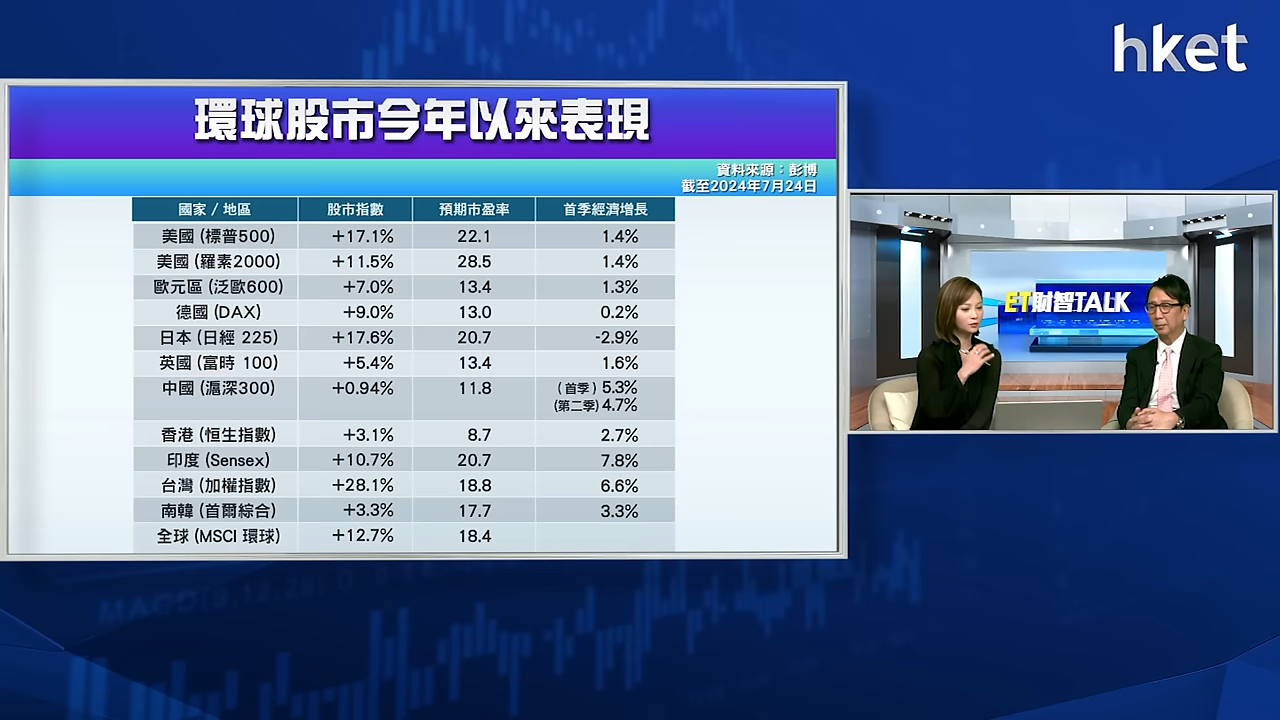 hket
環球股市今年以來表現
資料來源：彭博
截至2024年7月24日
國家 / 地區 股市指數 預期市盈率 首季經濟增長
美國 (標普500) +17.1% 22.1 1.4%
美國 (羅素2000) +11.5% 28.5 1.4%
歐元區 (泛歐600) +7.0% 13.4 1.3%
德國 (DAX) +9.0% 13.0 0.2%
日本 (日經 225) +17.6% 20.7 -2.9%
英國 (富時 100) +5.4% 13.4 1.6%
中國 (滬深300) +0.94% 11.8 (首季) 5.3%
(第二季) 4.7%
香港 (恒生指數) +3.1% 8.7 2.7%
印度 (Sensex) +10.7% 20.7 7.8%
台灣 (加權指數) +28.1% 18.8 6.6%
南韓 (首爾綜合) +3.3% 17.7 3.3%
全球 (MSCI 環球) +12.7% 18.4
ET財智TALK
MACD(9,12,26) 0